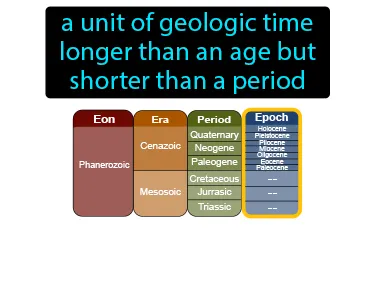 a unit of geologic time
longer than an age but
shorter than a period
Eon Era Period Epoch
Phanerozoic
Cenazoic
Mesosoic
Quaternary
Neogene
Paleogene
Cretaceous
Jurrasic
Triassic
Holocene
Pleistocene
Pliocene
Miocene
Oligocene
Eocene
Paleocene
---
---
---